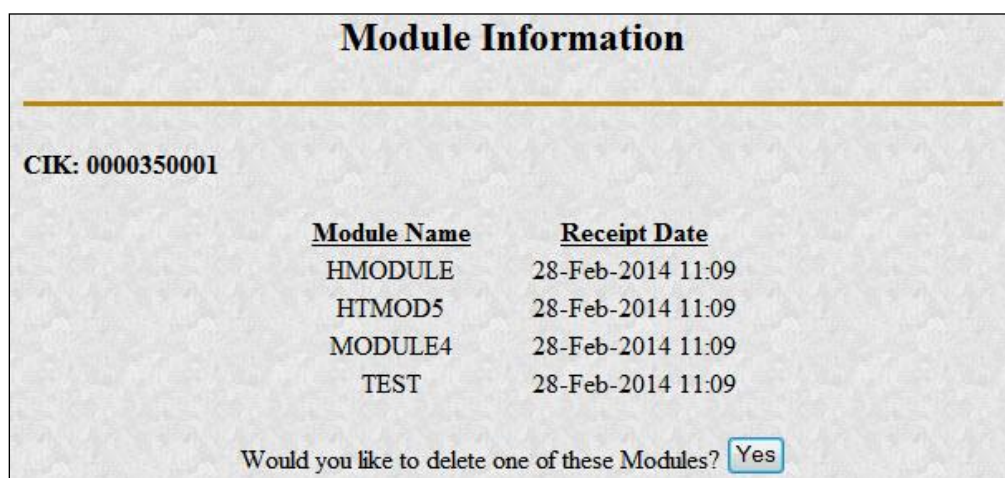 Module Information
CIK: 0000350001
Module Name Receipt Date
HMODULE 28-Feb-2014 11:09
HTMOD5 28-Feb-2014 11:09
MODULE4 28-Feb-2014 11:09
TEST 28-Feb-2014 11:09
Would you like to delete one of these Modules? Yes